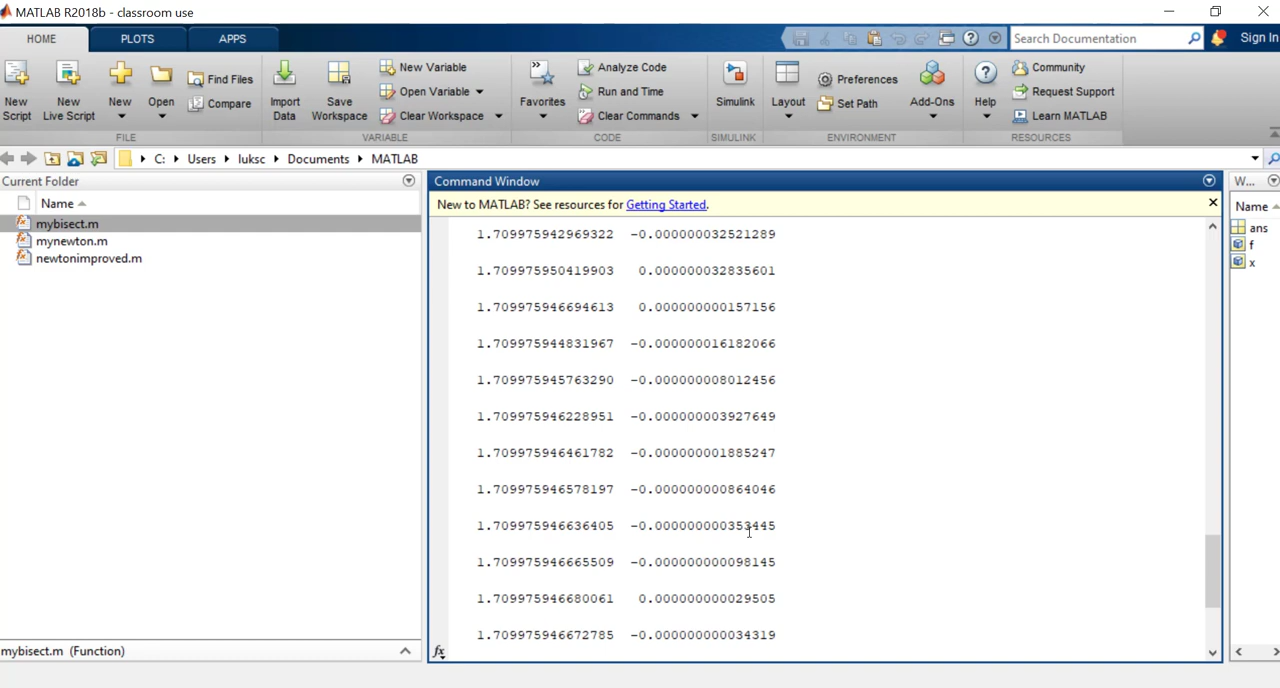 MATLAB R2018b - classroom use
HOME PLOTS APPS Search Documentation Sign In
New Script New Live Script New Open Find Files Compare Import Data Save Workspace New Variable Open Variable Clear Workspace Favorites Analyze Code Run and Time Clear Commands Simulink Layout Preferences Set Path Add-Ons Help Community Request Support Learn MATLAB
FILE VARIABLE CODE SIMULINK ENVIRONMENT RESOURCES
C: Users luksc Documents MATLAB
Current Folder Command Window W...
Name
mybisect.m
mynewton.m
newtonimproved.m
New to MATLAB? See resources for Getting Started.
1.709975942969322 -0.000000032521289
1.709975950419903 0.000000032835601
1.709975946694613 0.000000000157156
1.709975944831967 -0.000000016182066
1.709975945763290 -0.000000008012456
1.709975946228951 -0.000000003927649
1.709975946461782 -0.000000001885247
1.709975946578197 -0.000000000864046
1.709975946636405 -0.000000000353445
1.709975946665509 -0.000000000098145
1.709975946680061 0.000000000029505
1.709975946672785 -0.000000000034319
fx
Name
ans
f
x
mybisect.m (Function)